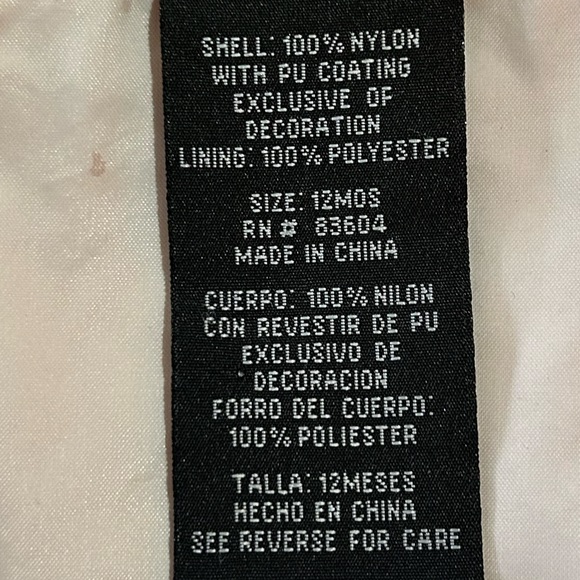 SHELL: 100% NYLON
WITH PU COATING
EXCLUSIVE OF
DECORATION
LINING: 100% POLYESTER
SIZE: 12MOS
RN # 83604
MADE IN CHINA
CUERPO: 100% NILON
CON REVESTIR DE PU
EXCLUSIVO DE
DECORACION
FORRO DEL CUERPO:
100% POLIESTER
TALLA: 12MESES
HECHO EN CHINA
SEE REVERSE FOR CARE